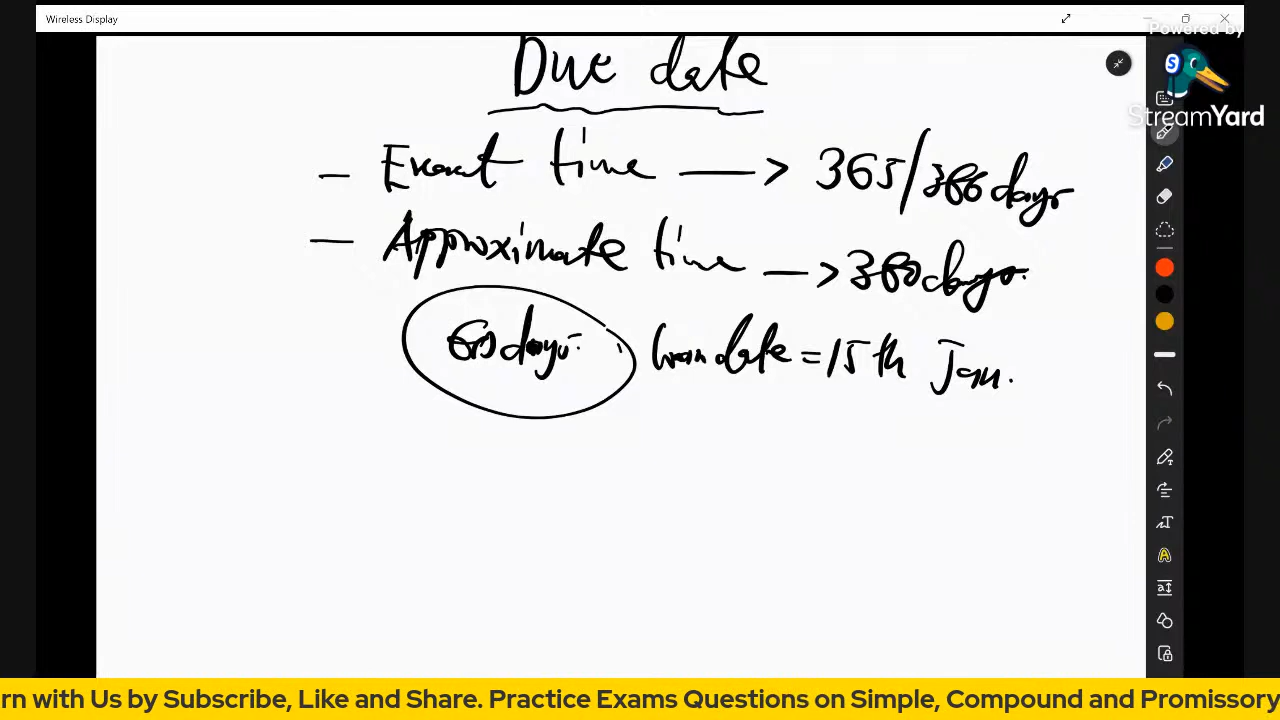 Wireless Display
Powered by
StreamYard
Due date
— Exact time —> 365/366 days
— Approximate time —> 360 days.
60 days. loan date = 15th Jan.
rn with Us by Subscribe, Like and Share. Practice Exams Questions on Simple, Compound and Promissory